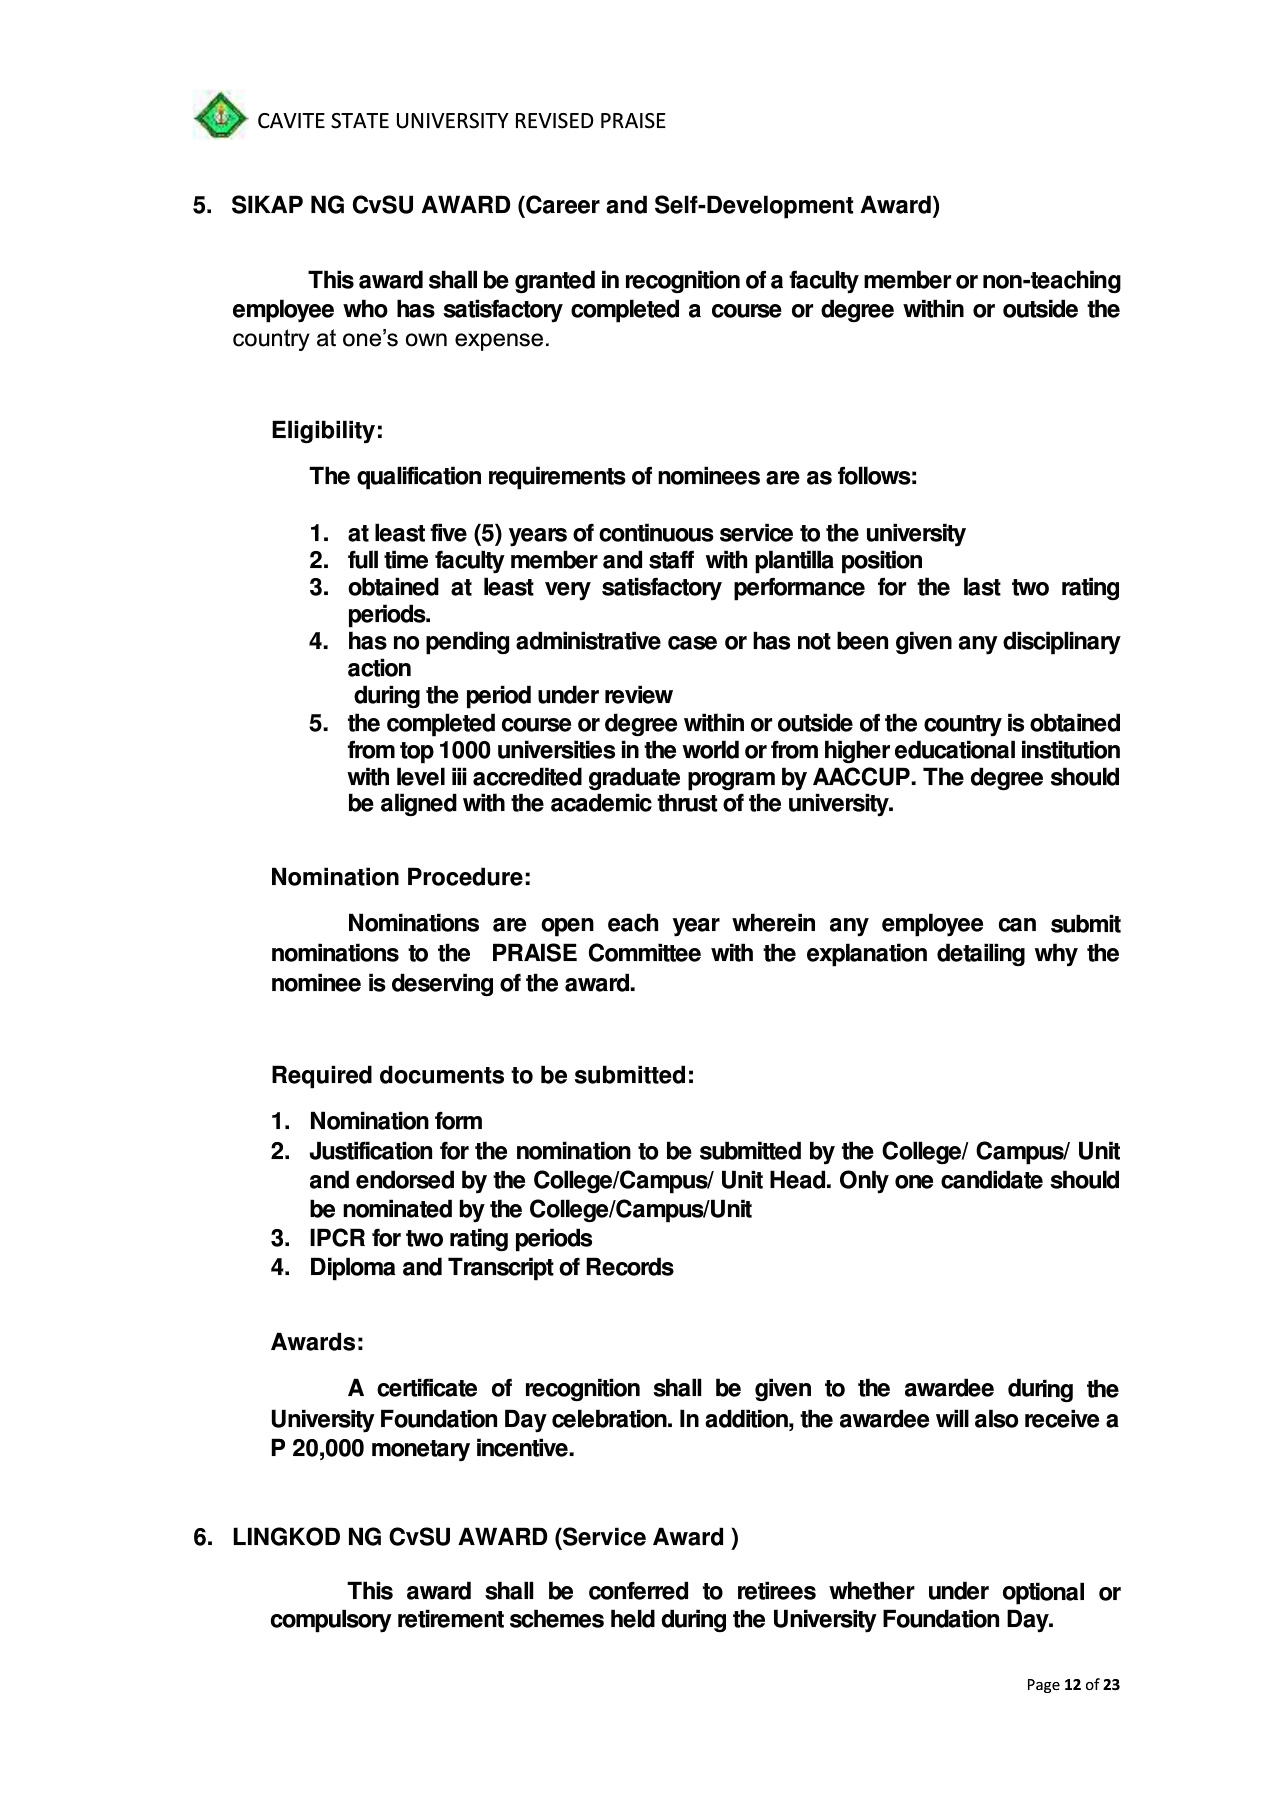 CAVITE STATE UNIVERSITY REVISED PRAISE
5. SIKAP NG CvSU AWARD (Career and Self-Development Award)
This award shall be granted in recognition of a faculty member or non-teaching
employee who has satisfactory completed a course or degree within or outside the
country at one’s own expense.
Eligibility:
The qualification requirements of nominees are as follows:
1. at least five (5) years of continuous service to the university
2. full time faculty member and staff with plantilla position
3. obtained at least very satisfactory performance for the last two rating
periods.
4. has no pending administrative case or has not been given any disciplinary
action
during the period under review
5. the completed course or degree within or outside of the country is obtained
from top 1000 universities in the world or from higher educational institution
with level iii accredited graduate program by AACCUP. The degree should
be aligned with the academic thrust of the university.
Nomination Procedure:
Nominations are open each year wherein any employee can submit
nominations to the PRAISE Committee with the explanation detailing why the
nominee is deserving of the award.
Required documents to be submitted:
1. Nomination form
2. Justification for the nomination to be submitted by the College/ Campus/ Unit
and endorsed by the College/Campus/ Unit Head. Only one candidate should
be nominated by the College/Campus/Unit
3. IPCR for two rating periods
4. Diploma and Transcript of Records
Awards:
A certificate of recognition shall be given to the awardee during the
University Foundation Day celebration. In addition, the awardee will also receive a
P 20,000 monetary incentive.
6. LINGKOD NG CvSU AWARD (Service Award )
This award shall be conferred to retirees whether under optional or
compulsory retirement schemes held during the University Foundation Day.
Page 12 of 23